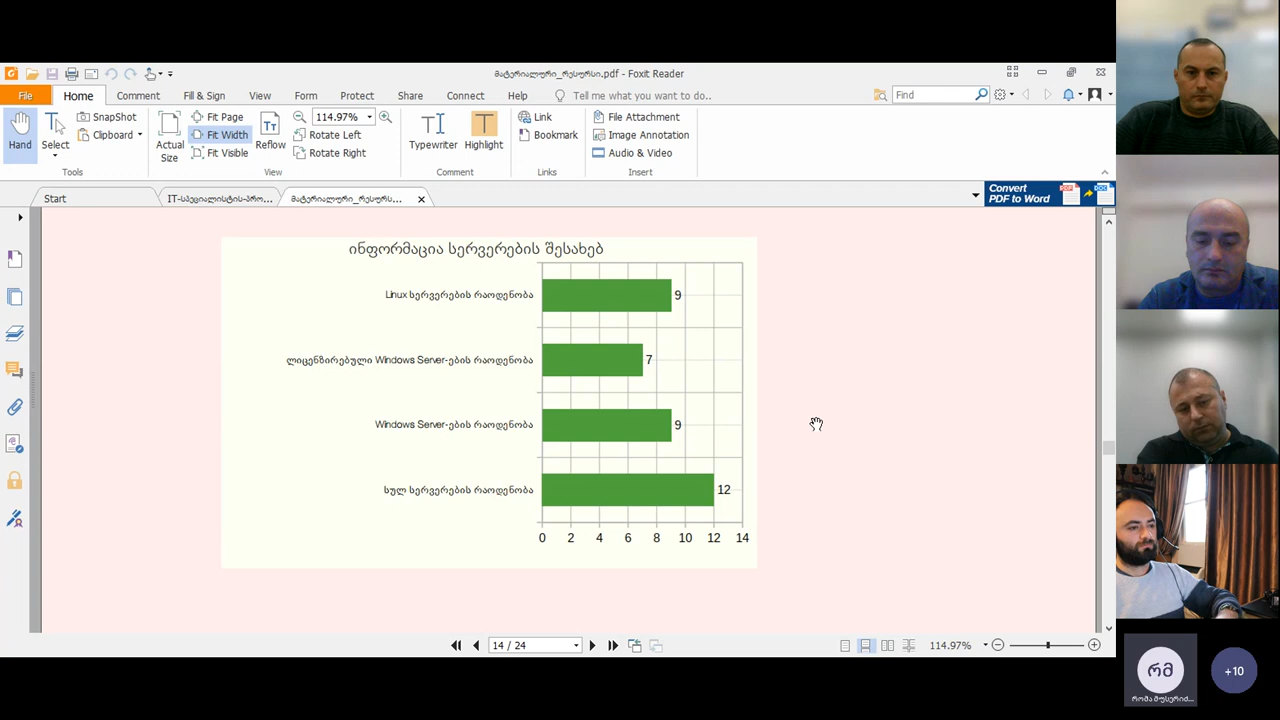 მატერიალური_რესურსი.pdf - Foxit Reader
File Home Comment Fill & Sign View Form Protect Share Connect Help Tell me what you want to do.. Find
Hand
Select
SnapShot
Clipboard
Tools
Actual Size
Fit Page
Fit Width
Fit Visible
Reflow
114.97%
Rotate Left
Rotate Right
View
Typewriter
Highlight
Comment
Link
Bookmark
Links
File Attachment
Image Annotation
Audio & Video
Insert
Start IT-სპეციალისტის-პრო... მატერიალური_რესურს...
Convert
PDF to Word
ინფორმაცია სერვერების შესახებ
Linux სერვერების რაოდენობა 9
ლიცენზირებული Windows Server-ების რაოდენობა 7
Windows Server-ების რაოდენობა 9
სულ სერვერების რაოდენობა 12
0 2 4 6 8 10 12 14
14 / 24
114.97%
რმ
+10